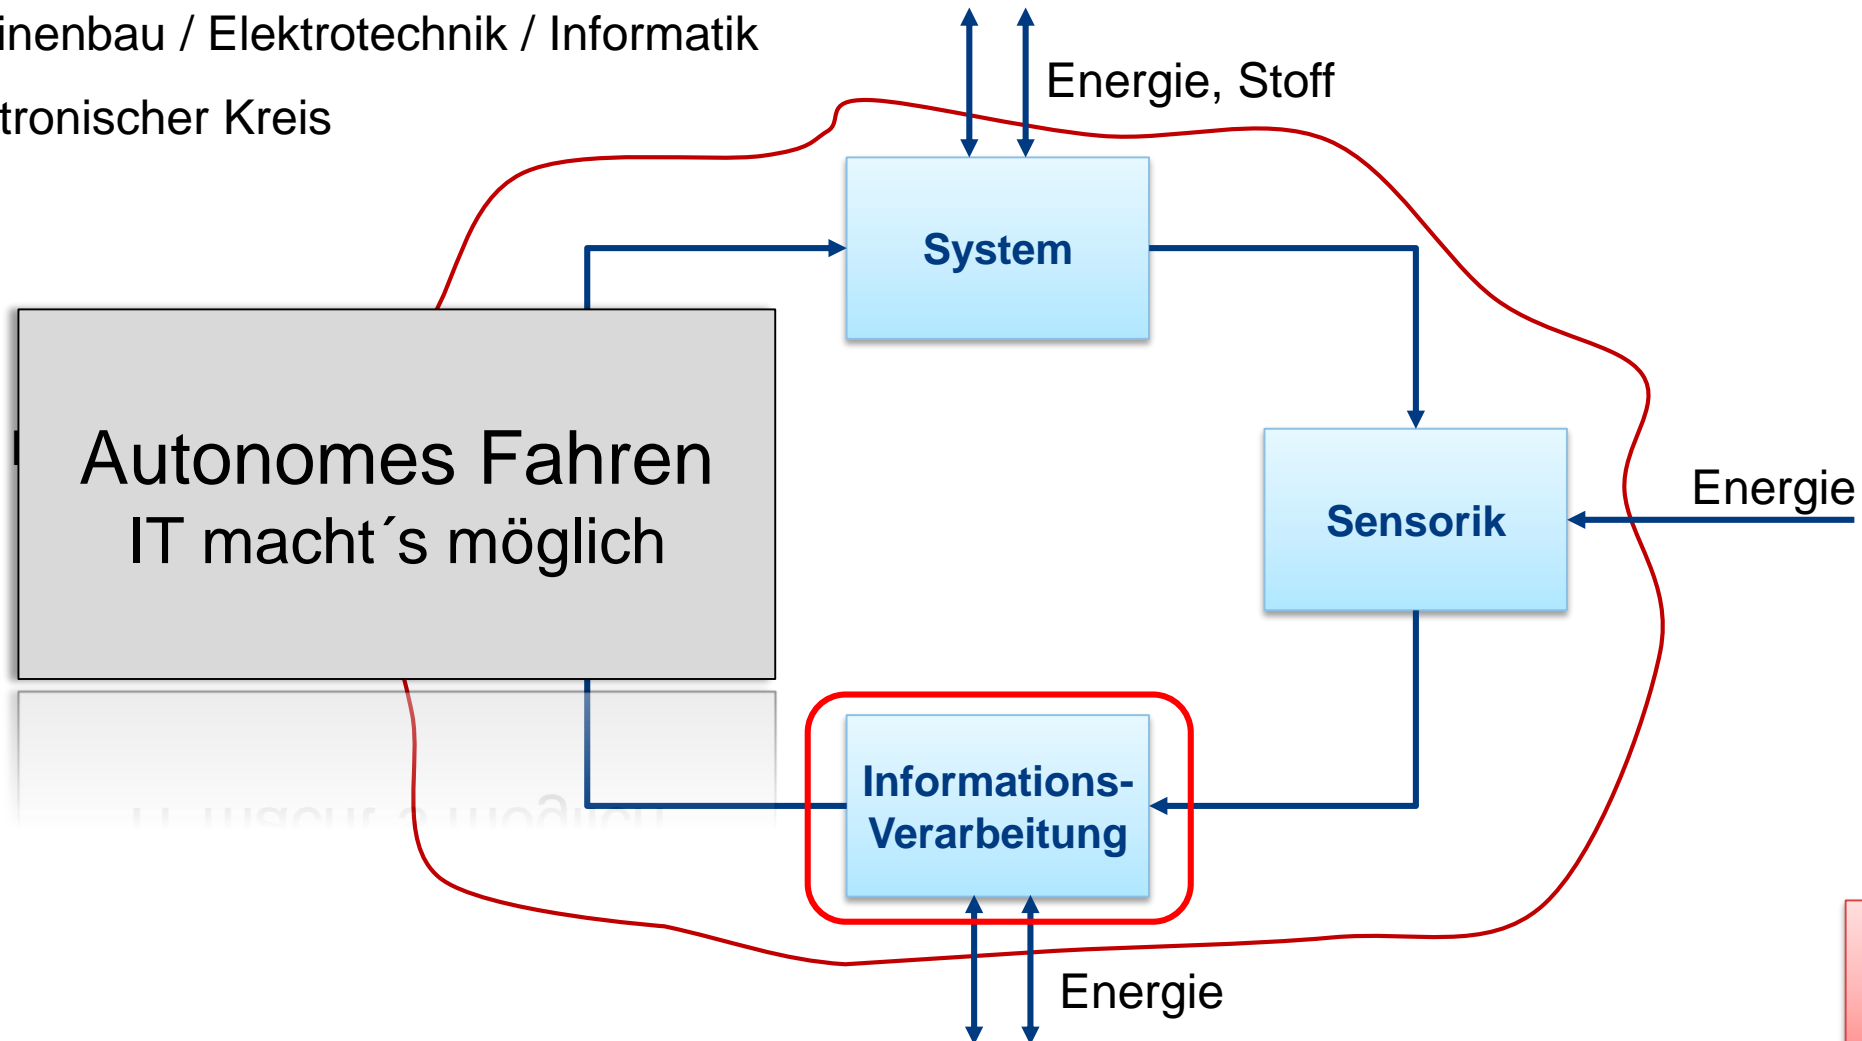 inenbau / Elektrotechnik / Informatik
Energie, Stoff
tronischer Kreis
System
Autonomes Fahren
IT macht´s möglich
Energie
Sensorik
Informations-
Verarbeitung
Energie